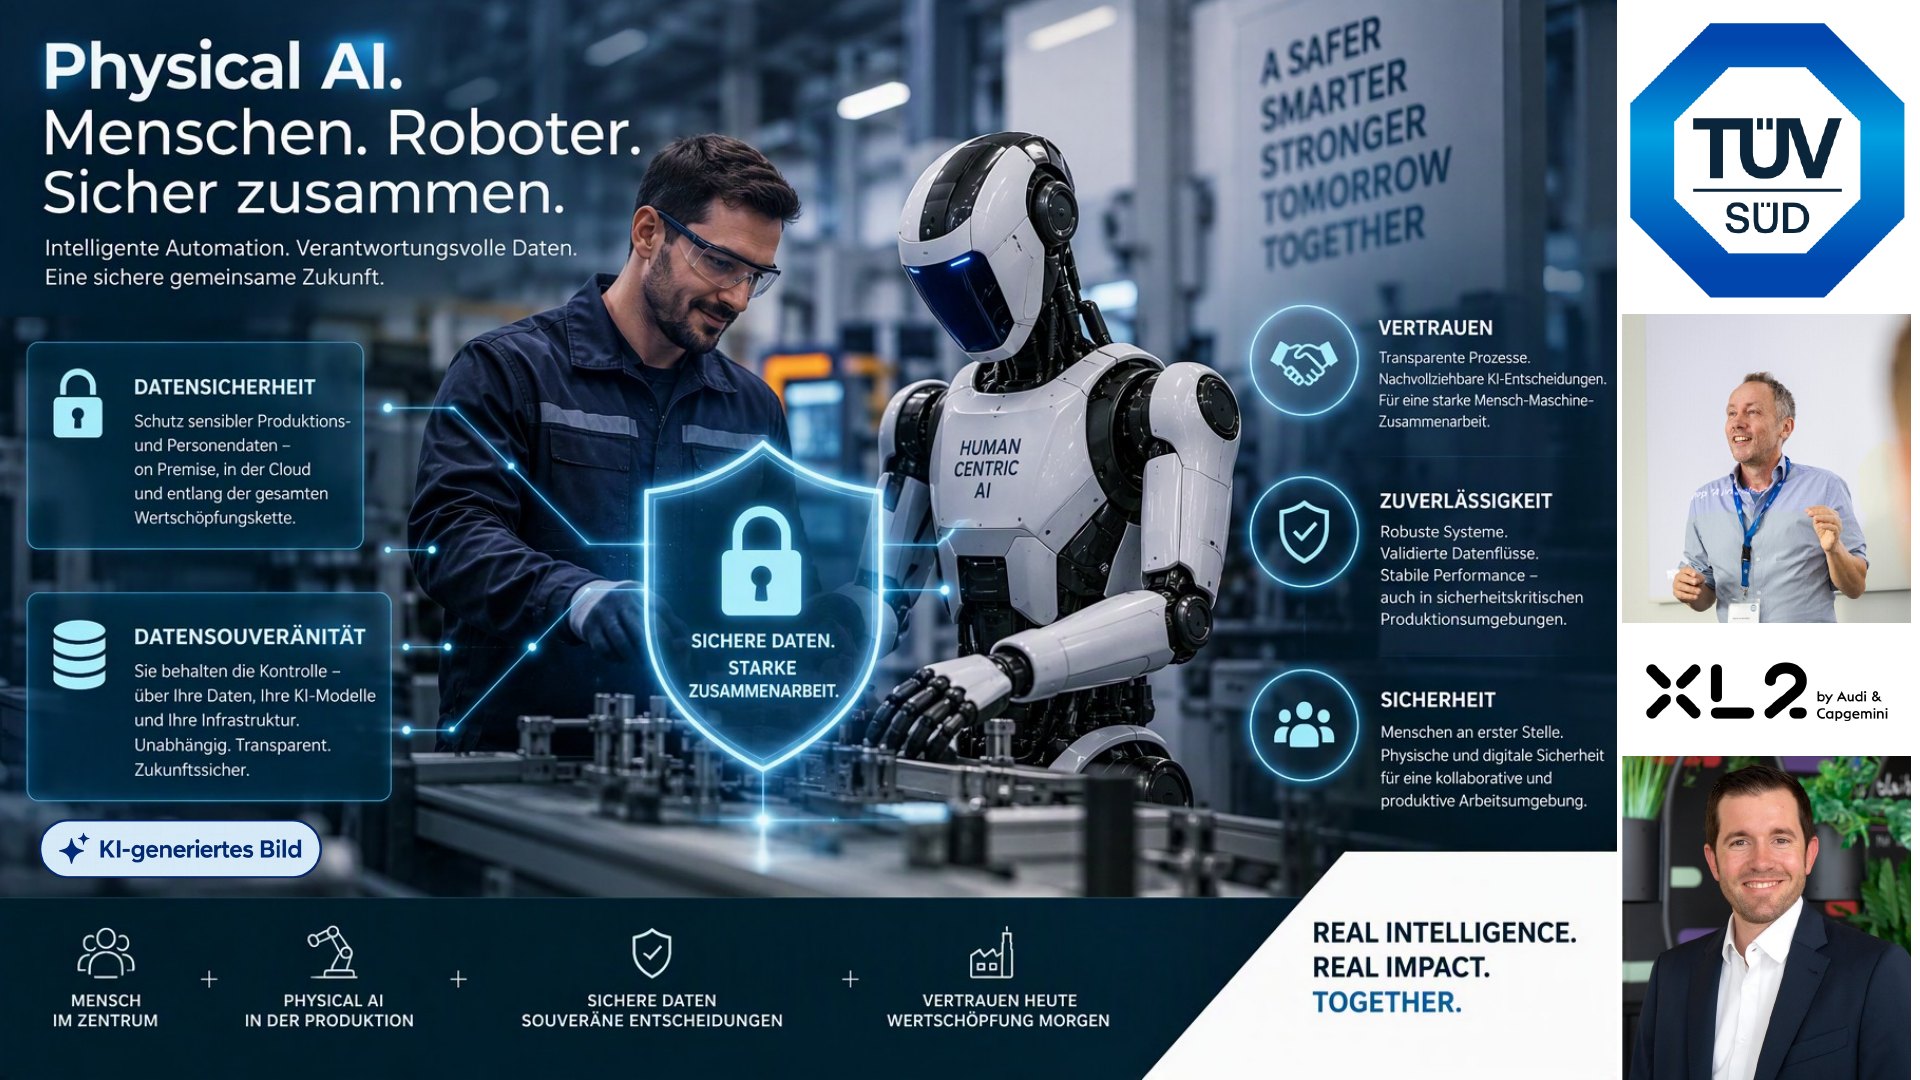 Physical AI.
Menschen. Roboter.
Sicher zusammen.
Intelligente Automation. Verantwortungsvolle Daten.
Eine sichere gemeinsame Zukunft.
DATENSICHERHEIT
Schutz sensibler Produktions-
und Personendaten –
on Premise, in der Cloud
und entlang der gesamten
Wertschöpfungskette.
DATENSOUVERÄNITÄT
Sie behalten die Kontrolle –
über Ihre Daten, Ihre KI-Modelle
und Ihre Infrastruktur.
Unabhängig. Transparent.
Zukunftssicher.
KI-generiertes Bild
A SAFER
SMARTER
STRONGER
TOMORROW
TOGETHER
HUMAN
CENTRIC
AI
SICHERE DATEN.
STARKE
ZUSAMMENARBEIT.
VERTRAUEN
Transparente Prozesse.
Nachvollziehbare KI-Entscheidungen.
Für eine starke Mensch-Maschine-
Zusammenarbeit.
ZUVERLÄSSIGKEIT
Robuste Systeme.
Validierte Datenflüsse.
Stabile Performance –
auch in sicherheitskritischen
Produktionsumgebungen.
SICHERHEIT
Menschen an erster Stelle.
Physische und digitale Sicherheit
für eine kollaborative und
produktive Arbeitsumgebung.
MENSCH
IM ZENTRUM
+
PHYSICAL AI
IN DER PRODUKTION
+
SICHERE DATEN
SOUVERÄNE ENTSCHEIDUNGEN
+
VERTRAUEN HEUTE
WERTSCHÖPFUNG MORGEN
REAL INTELLIGENCE.
REAL IMPACT.
TOGETHER.
TÜV
SÜD
XL2
by Audi &
Capgemini